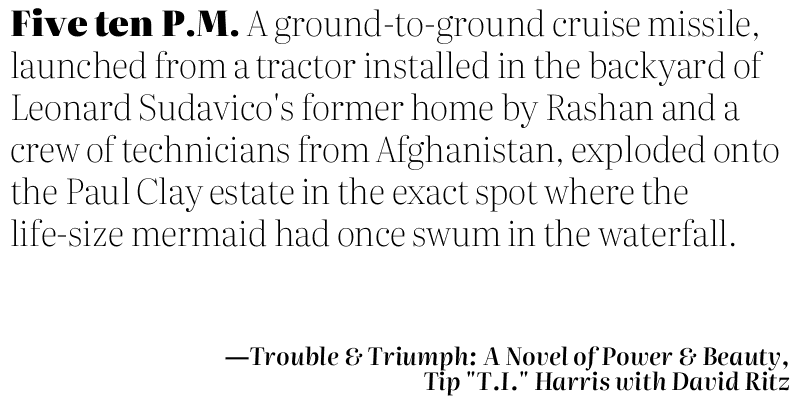 Five ten P.M. A ground-to-ground cruise missile,
launched from a tractor installed in the backyard of
Leonard Sudavico's former home by Rashan and a
crew of technicians from Afghanistan, exploded onto
the Paul Clay estate in the exact spot where the
life-size mermaid had once swum in the waterfall.
—Trouble & Triumph: A Novel of Power & Beauty,
Tip "T.I." Harris with David Ritz